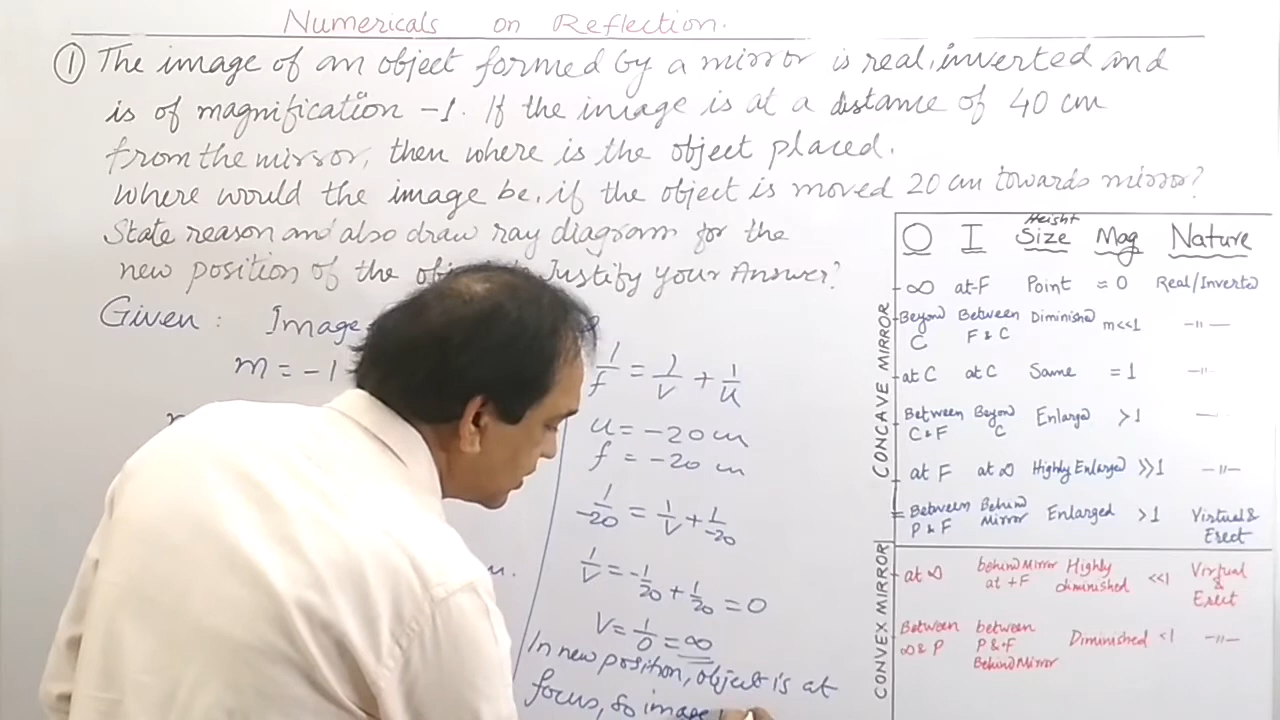 Numericals on Reflection.
① The image of an object formed by a mirror is real, inverted and
is of magnification -1. If the image is at a distance of 40 cm
from the mirror, then where is the object placed.
Where would the image be, if the object is moved 20 cm towards mirror?
State reason and also draw ray diagram for the
new position of the Justify your Answer?
Given: Image
m = -1
1/f = 1/v + 1/u
u = -20 cm
f = -20 cm
1/-20 = 1/v + 1/-20
1/v = -1/20 + 1/20 = 0
V = 1/0 = ∞
In new position, object is at
focus, so image
O I Height Size Mag Nature
CONCAVE MIRROR
∞ at F Point ≈ 0 Real/Inverted
Beyond C Between F & C Diminished m<<1 -〃-
at C at C Same = 1 -〃-
Between C & F Beyond C Enlarged >1 -
at F at ∞ Highly Enlarged >>1 -〃-
Between P & F Behind Mirror Enlarged >1 Virtual & Erect
CONVEX MIRROR
at ∞ behind Mirror at +F Highly diminished <<1 Virtual & Erect
Between ∞ & P between P & F Behind Mirror Diminished <1 -〃-